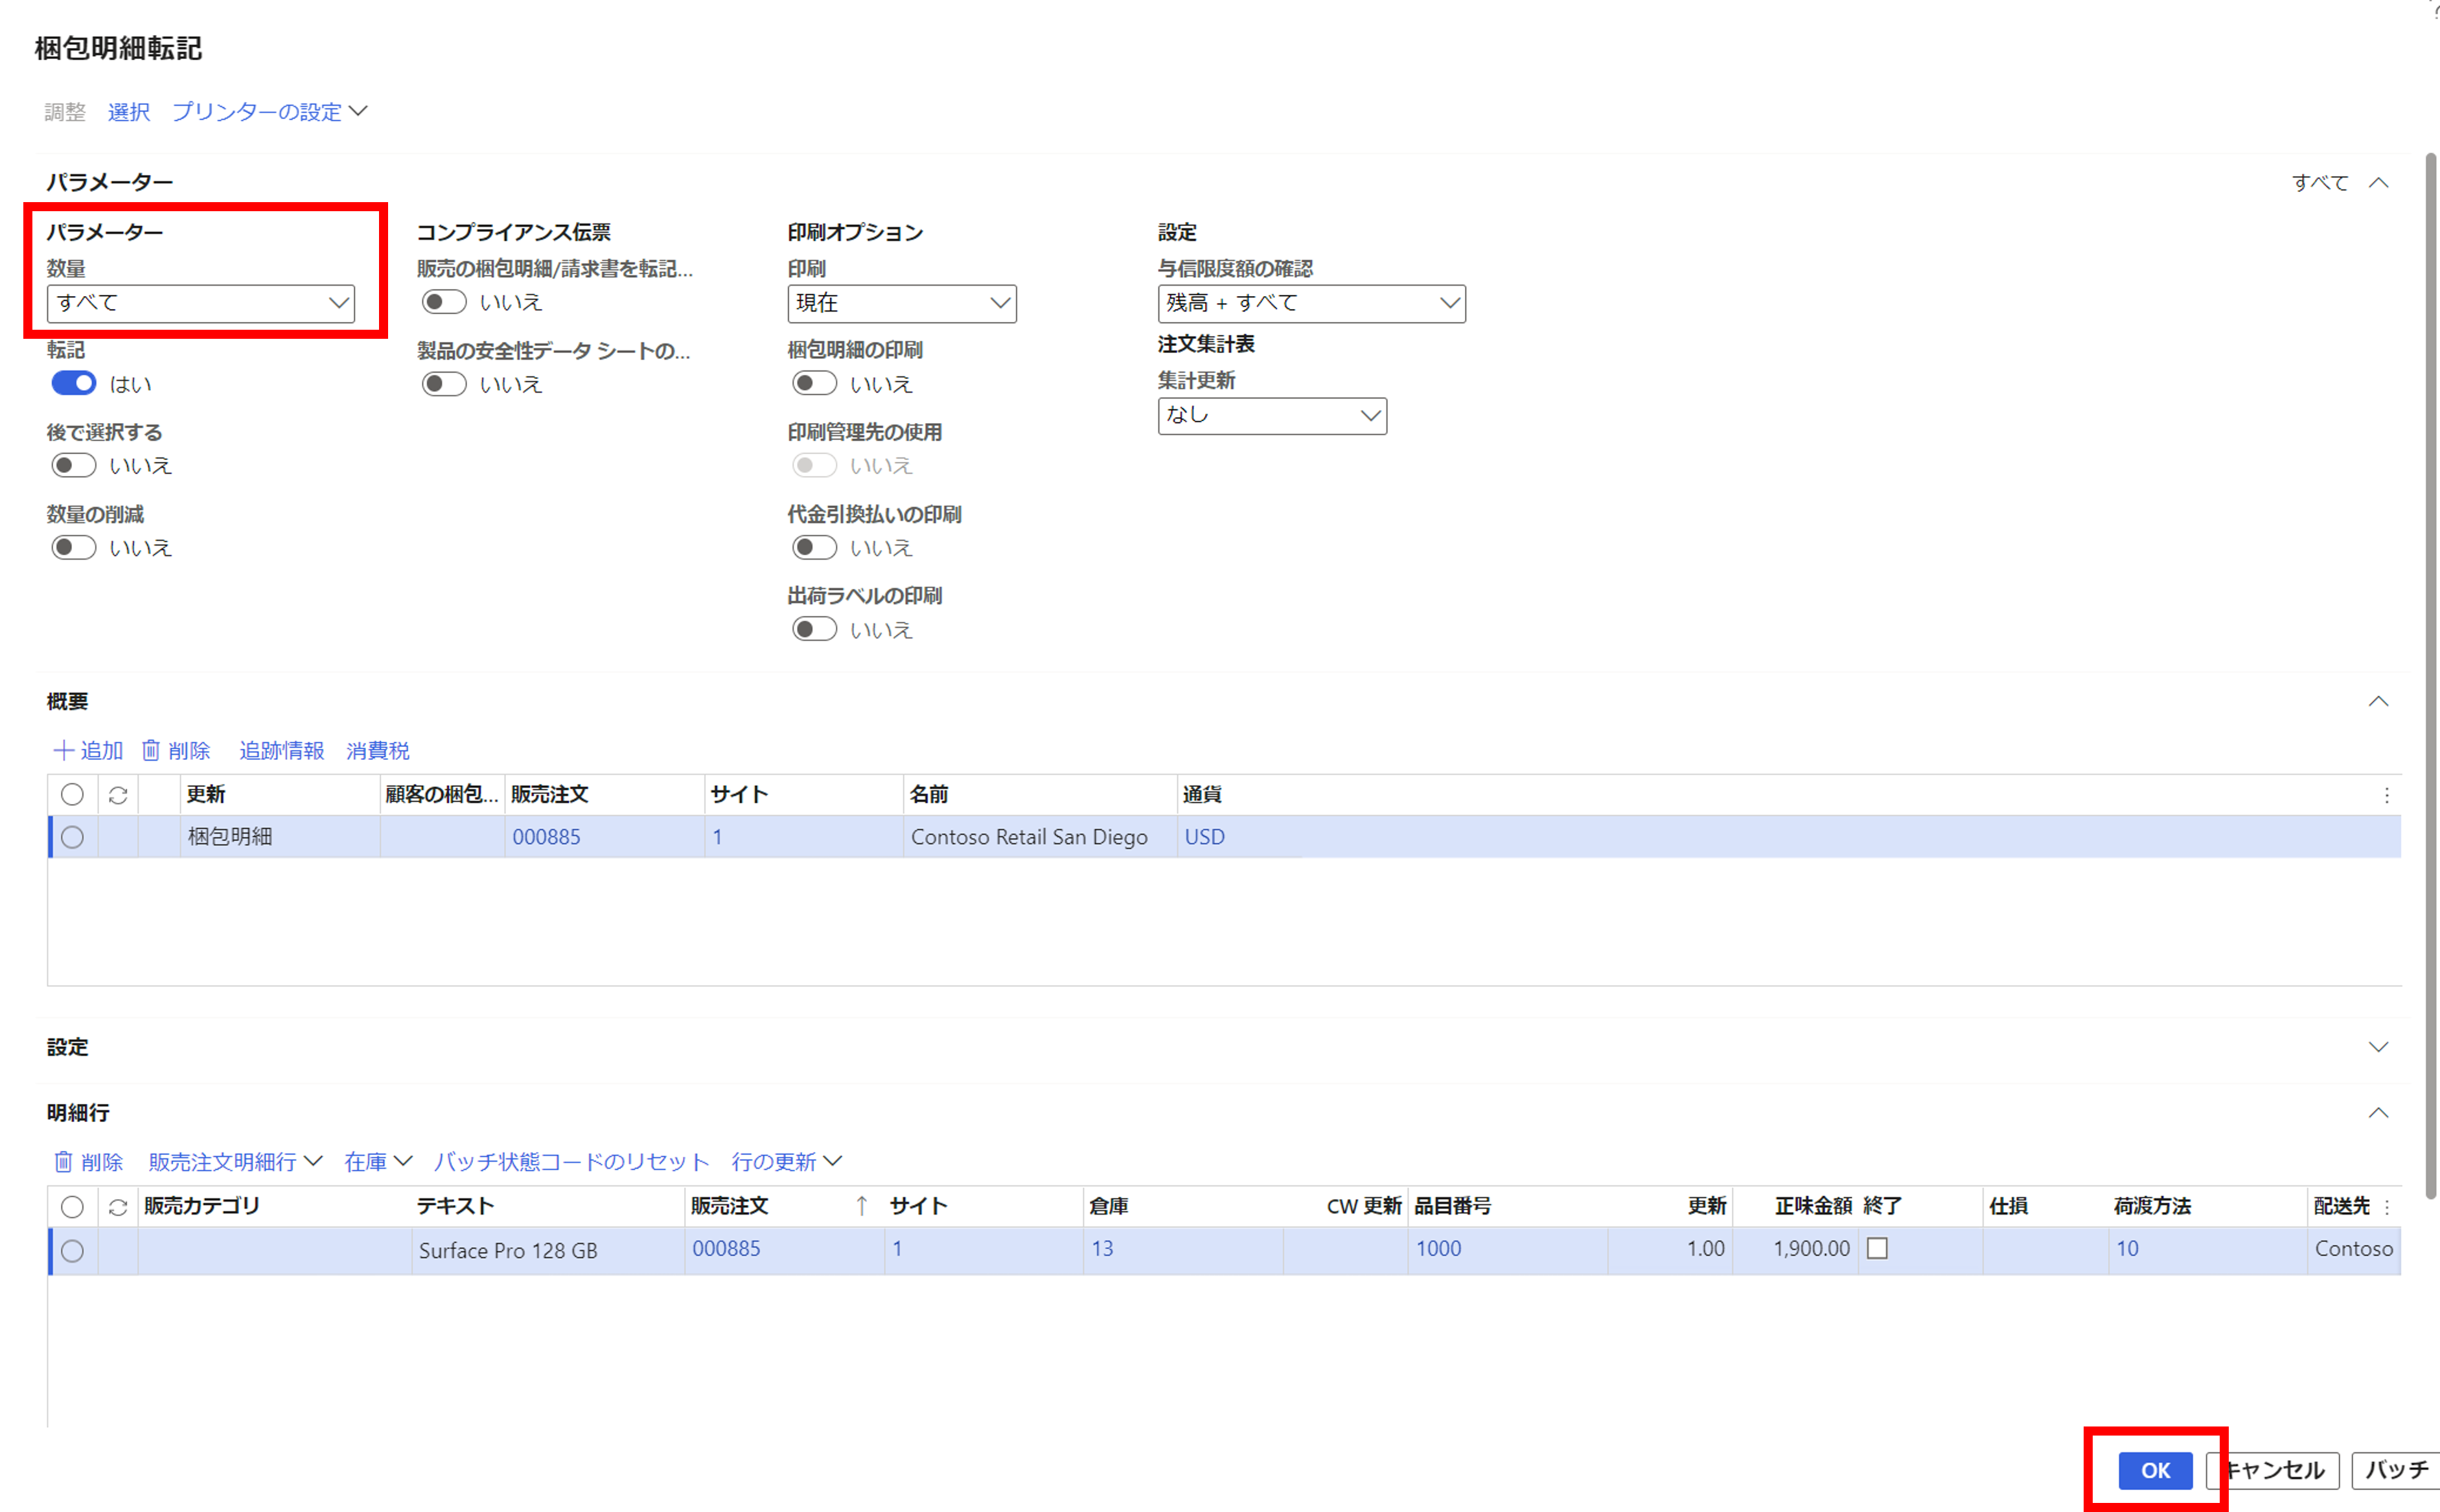 梱包明細転記
調整 選択 プリンターの設定
パラメーター すべて
パラメーター コンプライアンス伝票 印刷オプション 設定
数量 販売の梱包明細/請求書を転記... 印刷 与信限度額の確認
すべて いいえ 現在 残高 + すべて
転記 製品の安全性データ シートの... 梱包明細の印刷 注文集計表
はい いいえ いいえ 集計更新
なし
後で選択する 印刷管理先の使用
いいえ いいえ
数量の削減 代金引換払いの印刷
いいえ いいえ
出荷ラベルの印刷
いいえ
概要
追加 削除 追跡情報 消費税
更新 顧客の梱包... 販売注文 サイト 名前 通貨
梱包明細 000885 1 Contoso Retail San Diego USD
設定
明細行
削除 販売注文明細行 在庫 バッチ状態コードのリセット 行の更新
販売カテゴリ テキスト 販売注文 サイト 倉庫 CW 更新 品目番号 更新 正味金額 終了 仕損 荷渡方法 配送先
Surface Pro 128 GB 000885 1 13 1000 1.00 1,900.00 10 Contoso
OK キャンセル バッチ